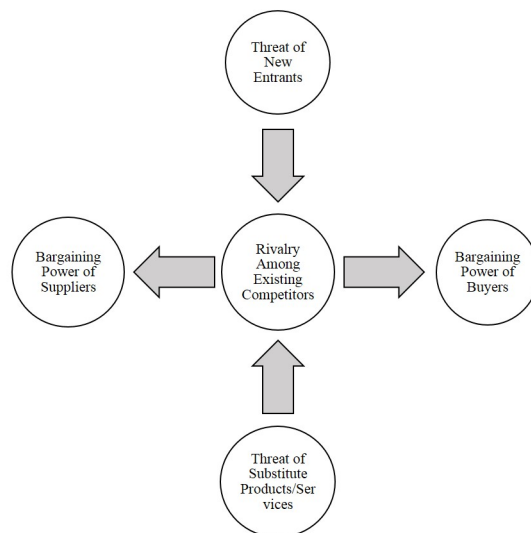 Threat of
New
Entrants
Bargaining
Power of
Suppliers
Rivalry
Among
Existing
Competitors
Bargaining
Power of
Buyers
Threat of
Substitute
Products/Ser
vices